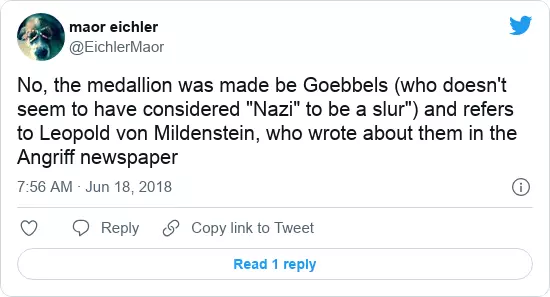 maor eichler
@EichlerMaor
No, the medallion was made be Goebbels (who doesn't
seem to have considered "Nazi" to be a slur") and refers
to Leopold von Mildenstein, who wrote about them in the
Angriff newspaper
7:56 AM · Jun 18, 2018
Reply
Copy link to Tweet
Read 1 reply